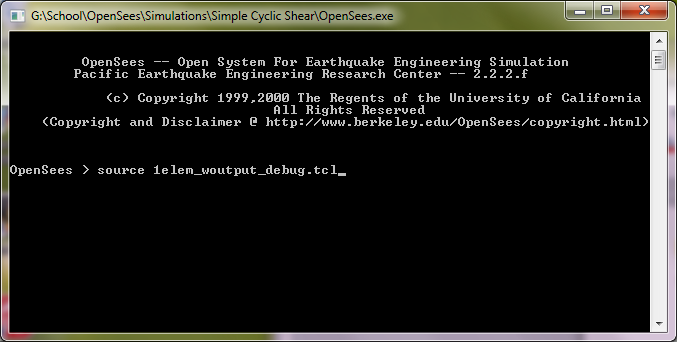 G:\School\OpenSees\Simulations\Simple Cyclic Shear\OpenSees.exe
OpenSees -- Open System For Earthquake Engineering Simulation
Pacific Earthquake Engineering Research Center -- 2.2.2.f
(c) Copyright 1999,2000 The Regents of the University of California
All Rights Reserved
(Copyright and Disclaimer @ http://www.berkeley.edu/OpenSees/copyright.html)
OpenSees > source 1elem_woutput_debug.tcl_